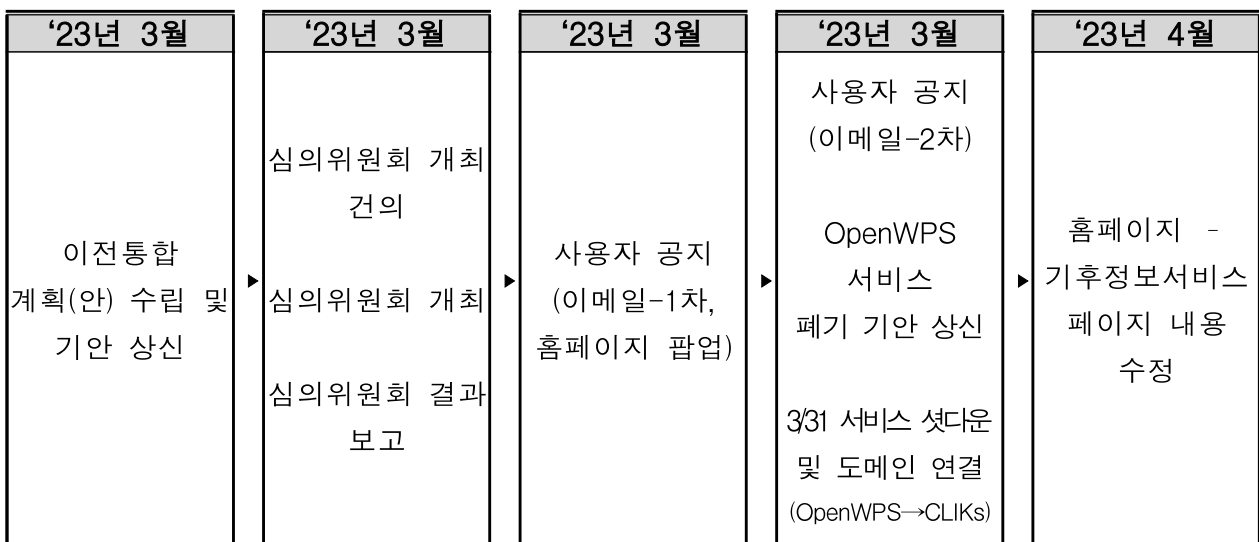 ‘23년 3월
이전통합
계획(안) 수립 및
기안 상신
‘23년 3월
심의위원회 개최
건의
심의위원회 개최
심의위원회 결과
보고
‘23년 3월
사용자 공지
(이메일-1차,
홈페이지 팝업)
‘23년 3월
사용자 공지
(이메일-2차)
OpenWPS
서비스
폐기 기안 상신
3/31 서비스 셧다운
및 도메인 연결
(OpenWPS→CLIKs)
‘23년 4월
홈페이지 -
기후정보서비스
페이지 내용
수정